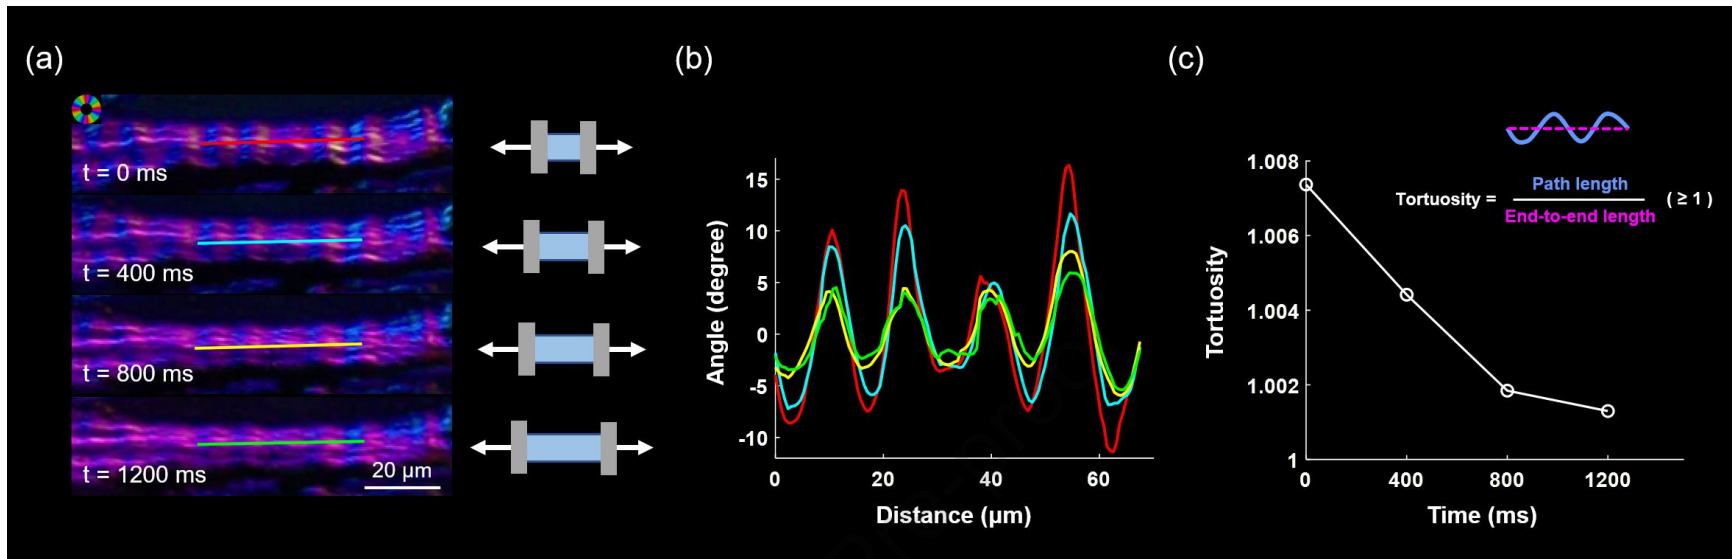 (a)
t = 0 ms
t = 400 ms
t = 800 ms
t = 1200 ms
20 µm
(b)
Angle (degree)
15
10
5
0
-5
-10
0
20
40
60
Distance (µm)
(c)
Tortuosity
1.008
1.006
1.004
1.002
1
0
400
800
1200
Time (ms)
Tortuosity = Path length
End-to-end length
( ≥ 1 )
Pre-proof